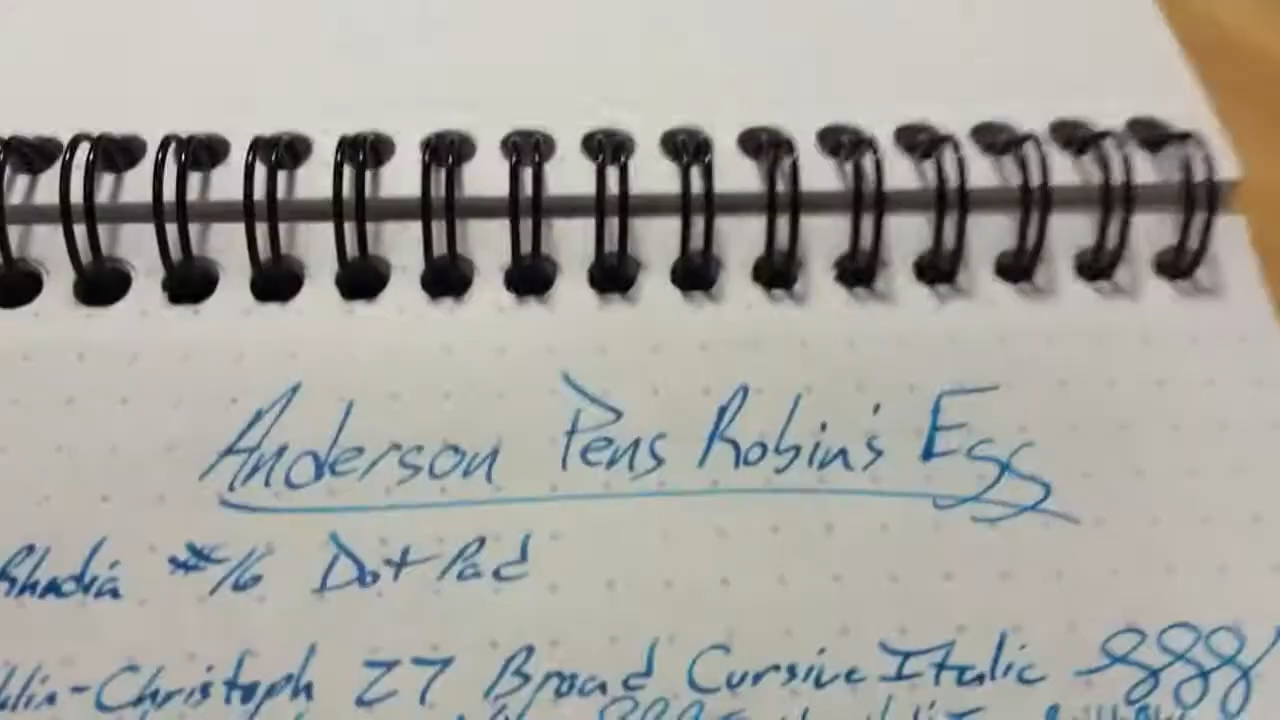 Anderson Pens Robin's Egg
Rhodia #16 Dot Pad
Christoph Z7 Broad Cursive Italic